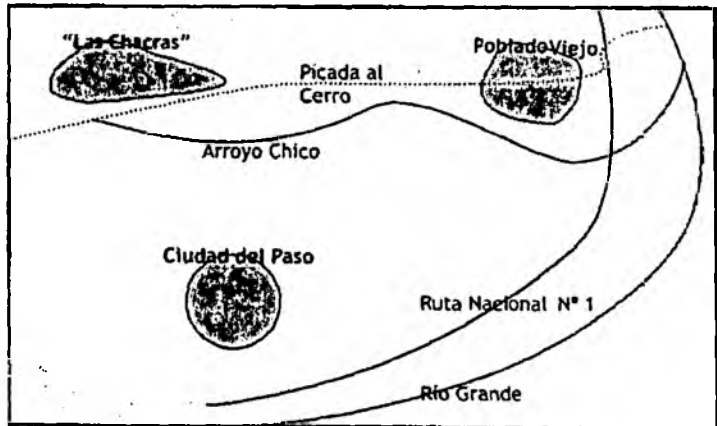 "Las Chacras"
Poblado Viejo
Picada al
Cerro
Arroyo Chico
Ciudad del Paso
Ruta Nacional N° 1
Río Grande